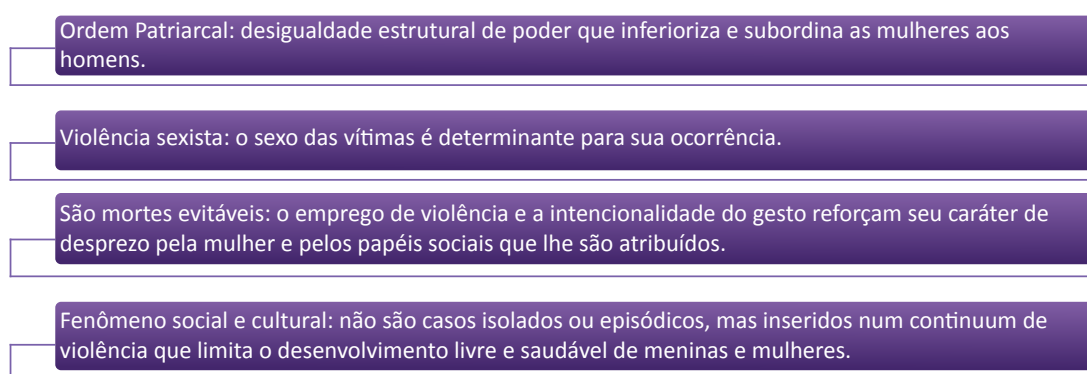 Ordem Patriarcal: desigualdade estrutural de poder que inferioriza e subordina as mulheres aos
homens.
Violência sexista: o sexo das vítimas é determinante para sua ocorrência.
São mortes evitáveis: o emprego de violência e a intencionalidade do gesto reforçam seu caráter de
desprezo pela mulher e pelos papéis sociais que lhe são atribuídos.
Fenômeno social e cultural: não são casos isolados ou episódicos, mas inseridos num continuum de
violência que limita o desenvolvimento livre e saudável de meninas e mulheres.